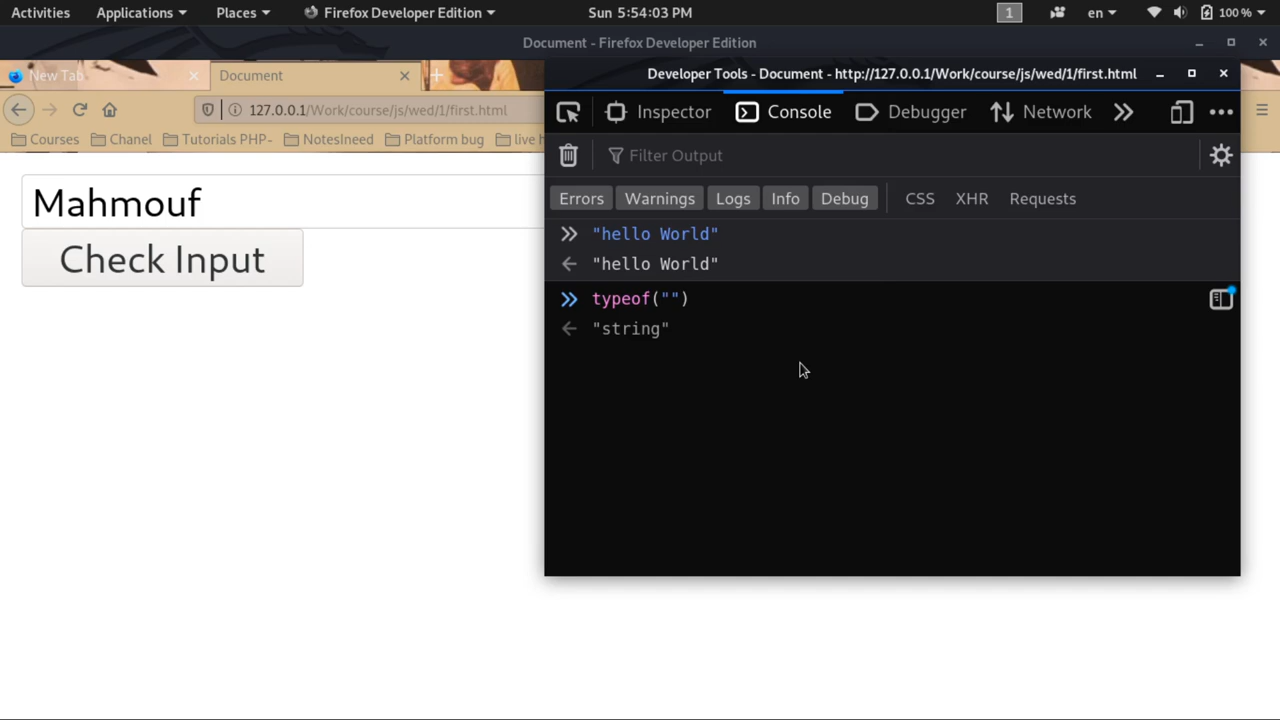 Activities Applications Places Firefox Developer Edition Sun 5:54:03 PM 1 en 100 %
Document - Firefox Developer Edition
New Tab Document
Developer Tools - Document - http://127.0.0.1/Work/course/js/wed/1/first.html
127.0.0.1/Work/course/js/wed/1/first.html
Inspector Console Debugger Network
Courses Chanel Tutorials PHP- NotesIneed Platform bug live h
Filter Output
Errors Warnings Logs Info Debug CSS XHR Requests
Mahmouf
Check Input
"hello World"
"hello World"
typeof("")
"string"